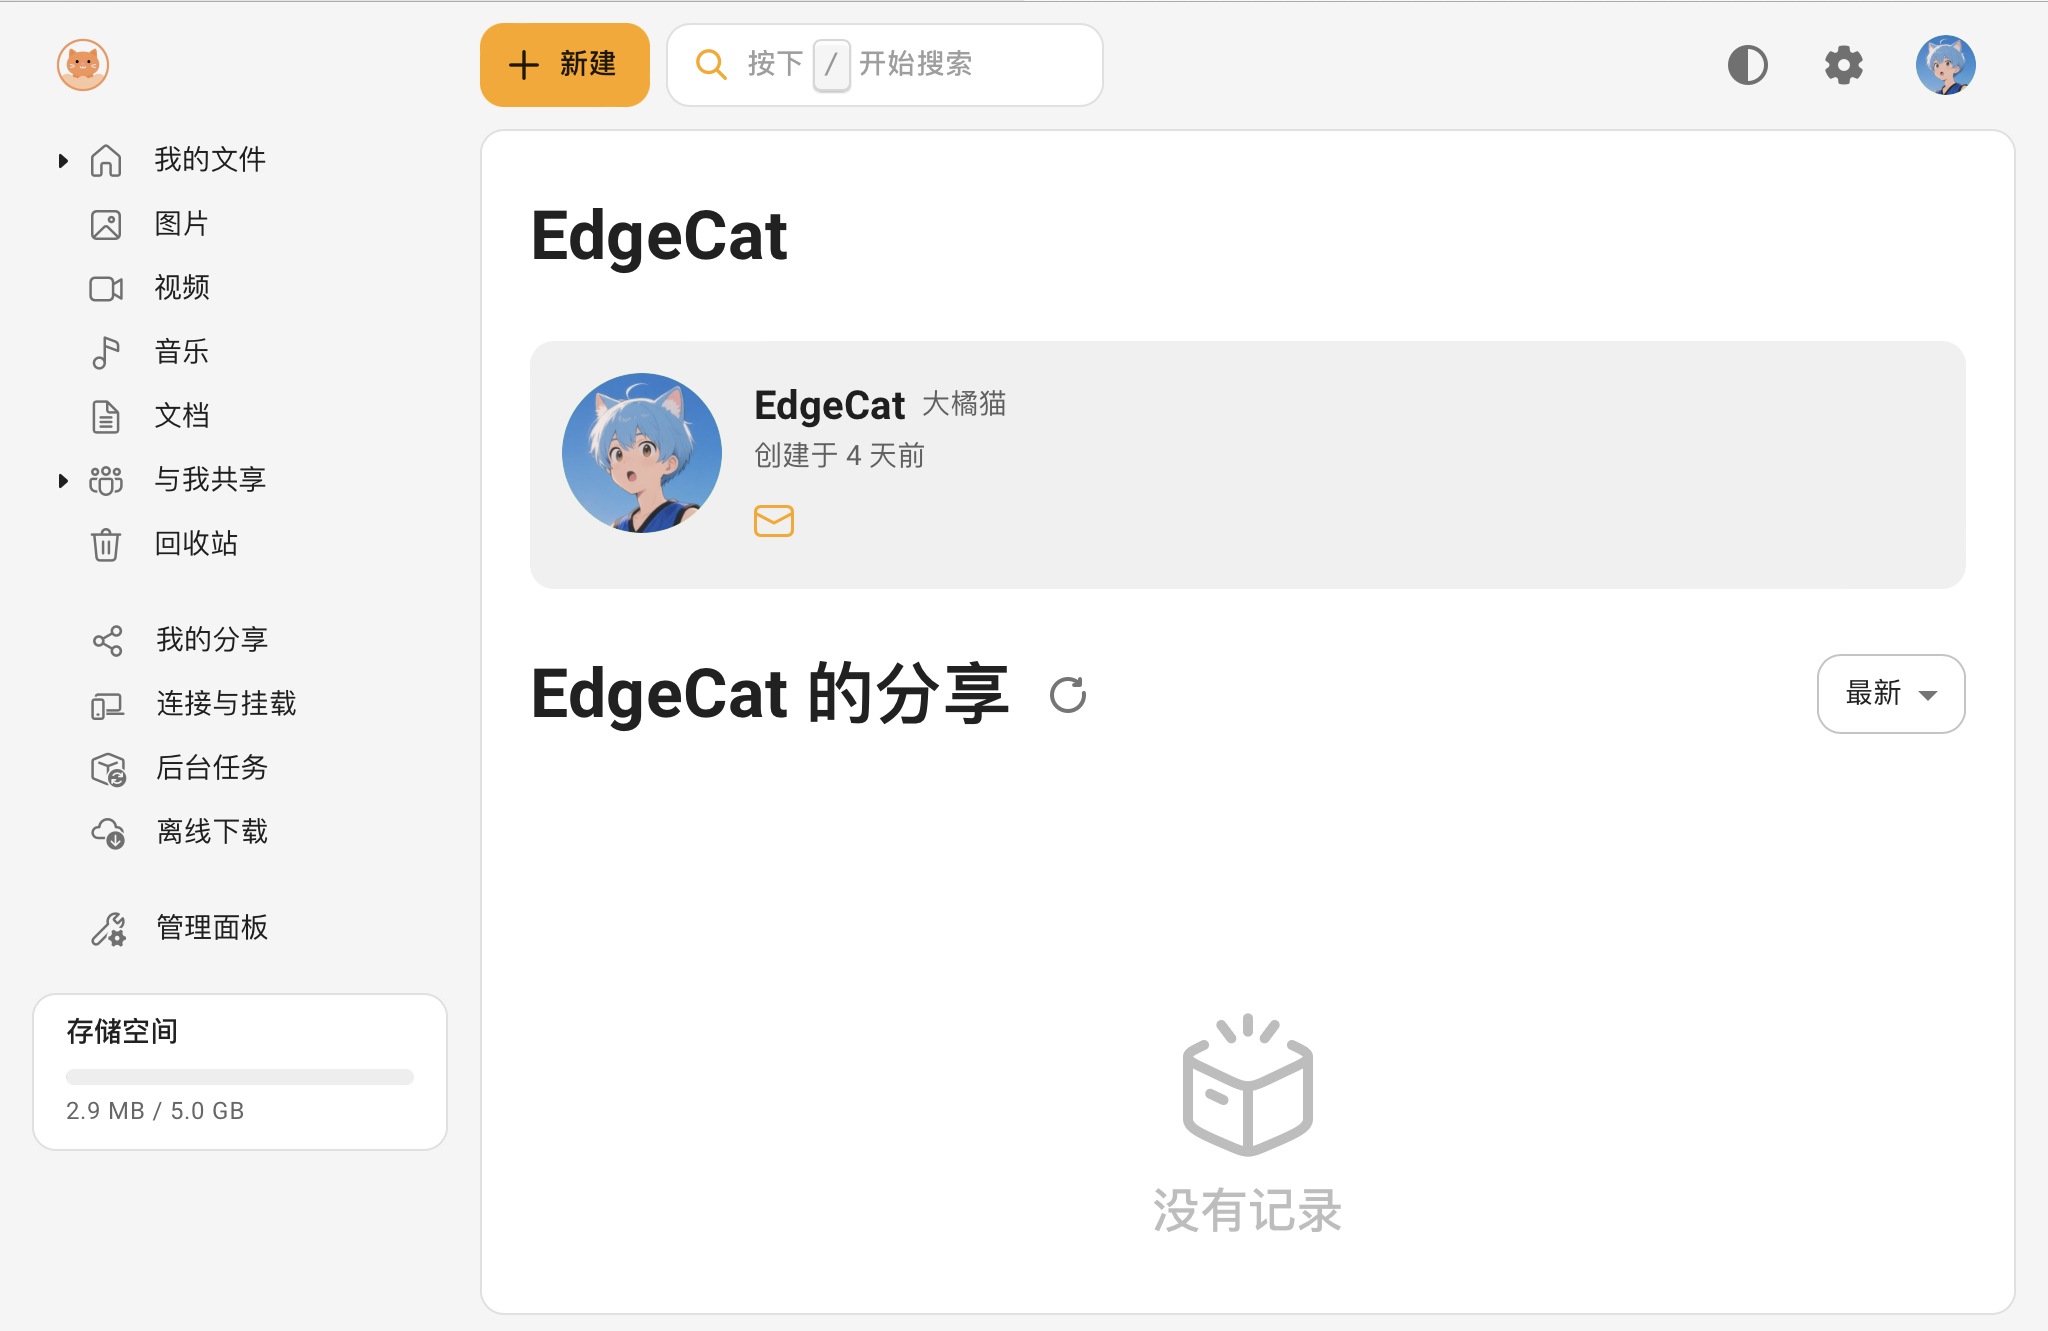 新建
按下 / 开始搜索
我的文件
图片
视频
音乐
文档
与我共享
回收站
我的分享
连接与挂载
后台任务
离线下载
管理面板
存储空间
2.9 MB / 5.0 GB
EdgeCat
EdgeCat 大橘猫
创建于 4 天前
EdgeCat 的分享
最新
没有记录